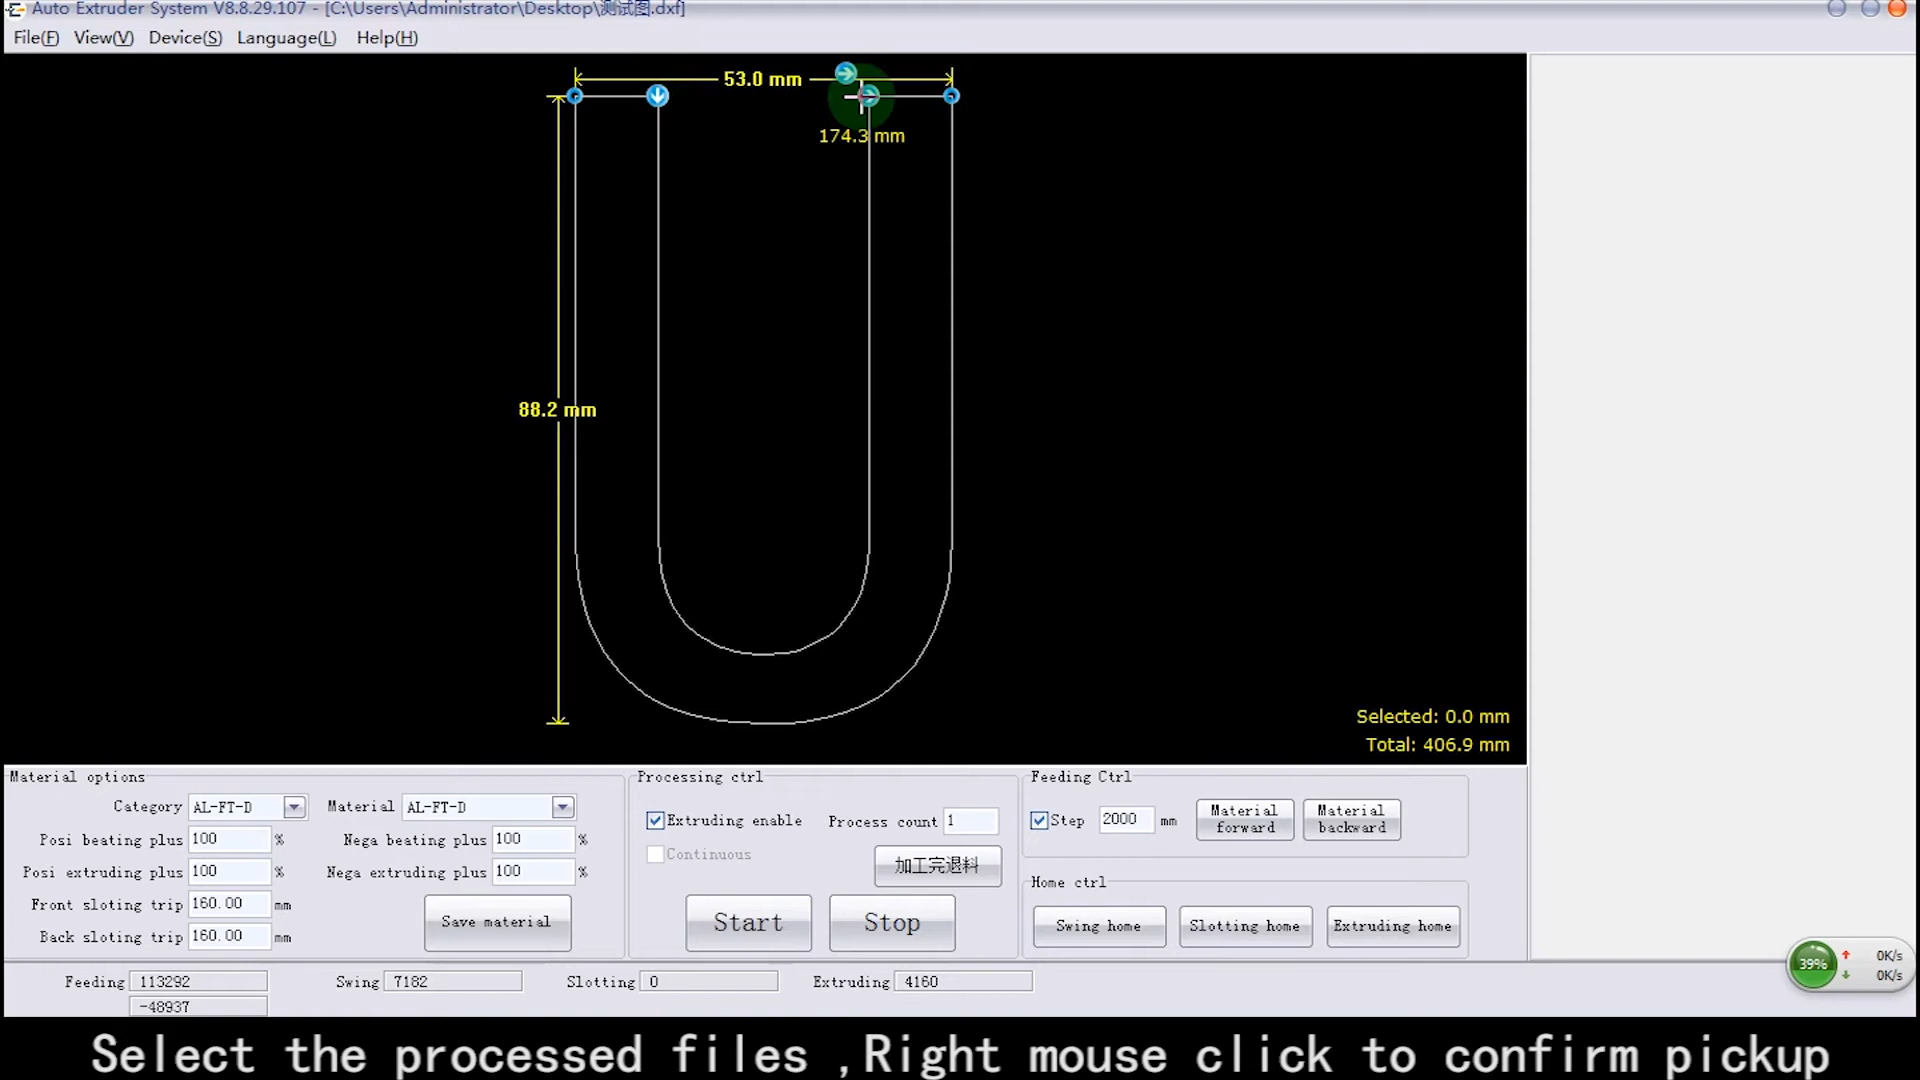 Auto Extruder System V8.8.29.107 - [C:\Users\Administrator\Desktop\测试图.dxf]
File(F) View(V) Device(S) Language(L) Help(H)
53.0 mm
174.3 mm
88.2 mm
Selected: 0.0 mm
Total: 406.9 mm
Material options
Category AL-FT-D Material AL-FT-D
Posi beating plus 100 % Nega beating plus 100 %
Posi extruding plus 100 % Nega extruding plus 100 %
Front sloting trip 160.00 mm
Back sloting trip 160.00 mm
Save material
Processing ctrl
Extruding enable Process count 1
Continuous
加工完退料
Start Stop
Feeding Ctrl
Step 2000 mm
Material forward
Material backward
Home ctrl
Swing home Slotting home Extruding home
Feeding 113292 Swing 7182 Slotting 0 Extruding 4160
-48937
39% 0K/s
0K/s
Select the processed files ,Right mouse click to confirm pickup